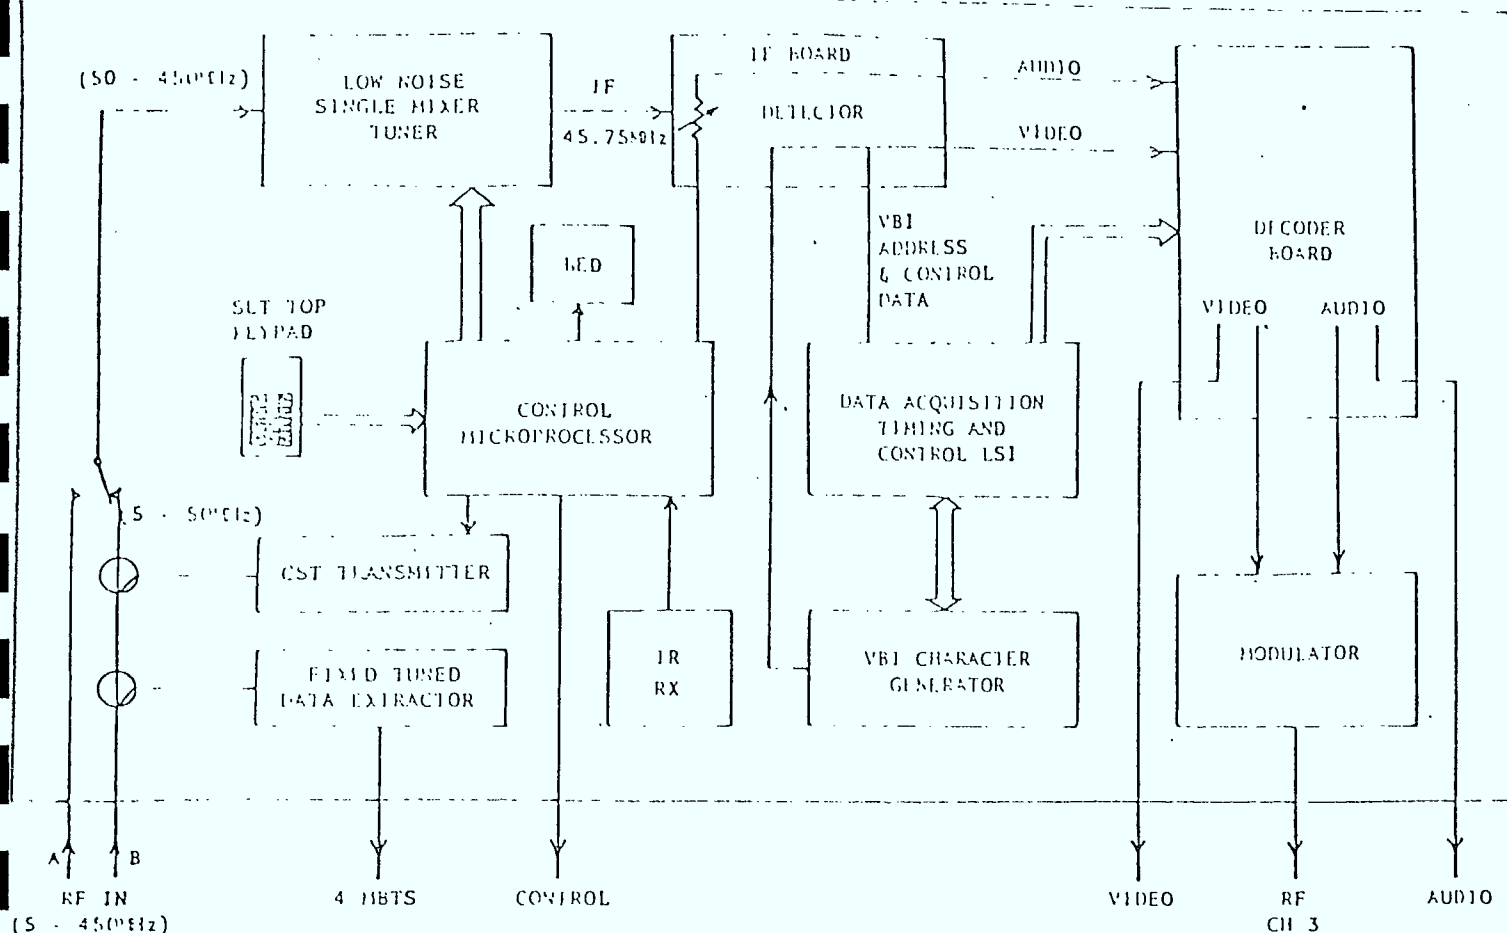 (50 - 450MHz)
LOW NOISE
SINGLE MIXER
TUNER
IF
45.75MHz
IF BOARD
DETECTOR
AUDIO
VIDEO
DECODER
BOARD
VIDEO AUDIO
VBI
ADDRESS
& CONTROL
DATA
LED
SET TOP
KEYPAD
CONTROL
MICROPROCESSOR
DATA ACQUISITION
TIMING AND
CONTROL LSI
(5 - 50MHz)
CST TRANSMITTER
FIXED TUNED
DATA EXTRACTOR
IR
RX
VBI CHARACTER
GENERATOR
MODULATOR
A B
RF IN
(5 - 450MHz)
4 MBTS
CONTROL
VIDEO
RF
CH 3
AUDIO